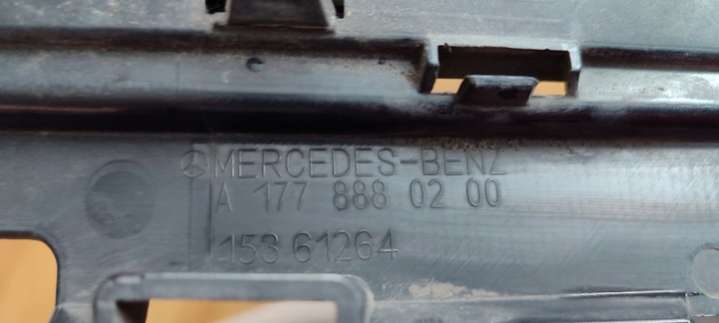 MERCEDES-BENZ
A 177 888 02 00
153 61264